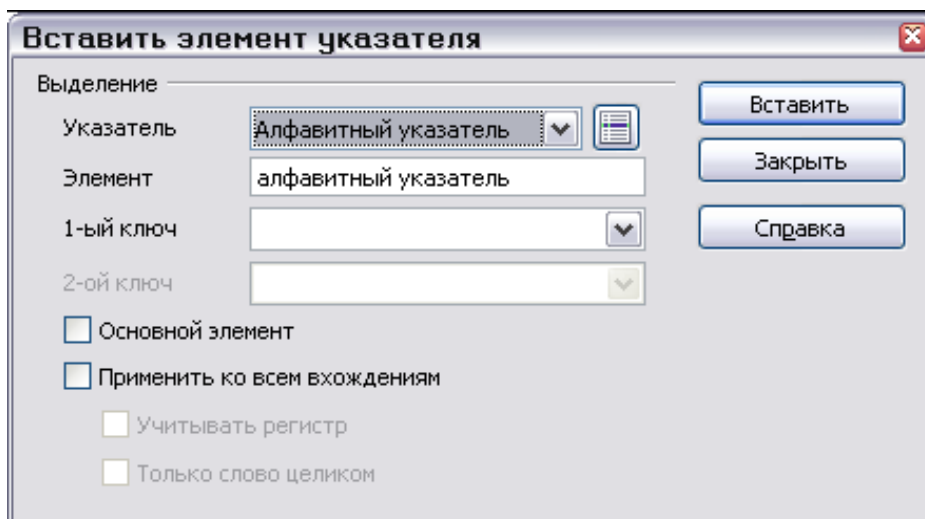 Вставить элемент указателя
Выделение
Указатель Алфавитный указатель
Элемент алфавитный указатель
1-ый ключ
2-ой ключ
Основной элемент
Применить ко всем вхождениям
Учитывать регистр
Только слово целиком
Вставить
Закрыть
Справка